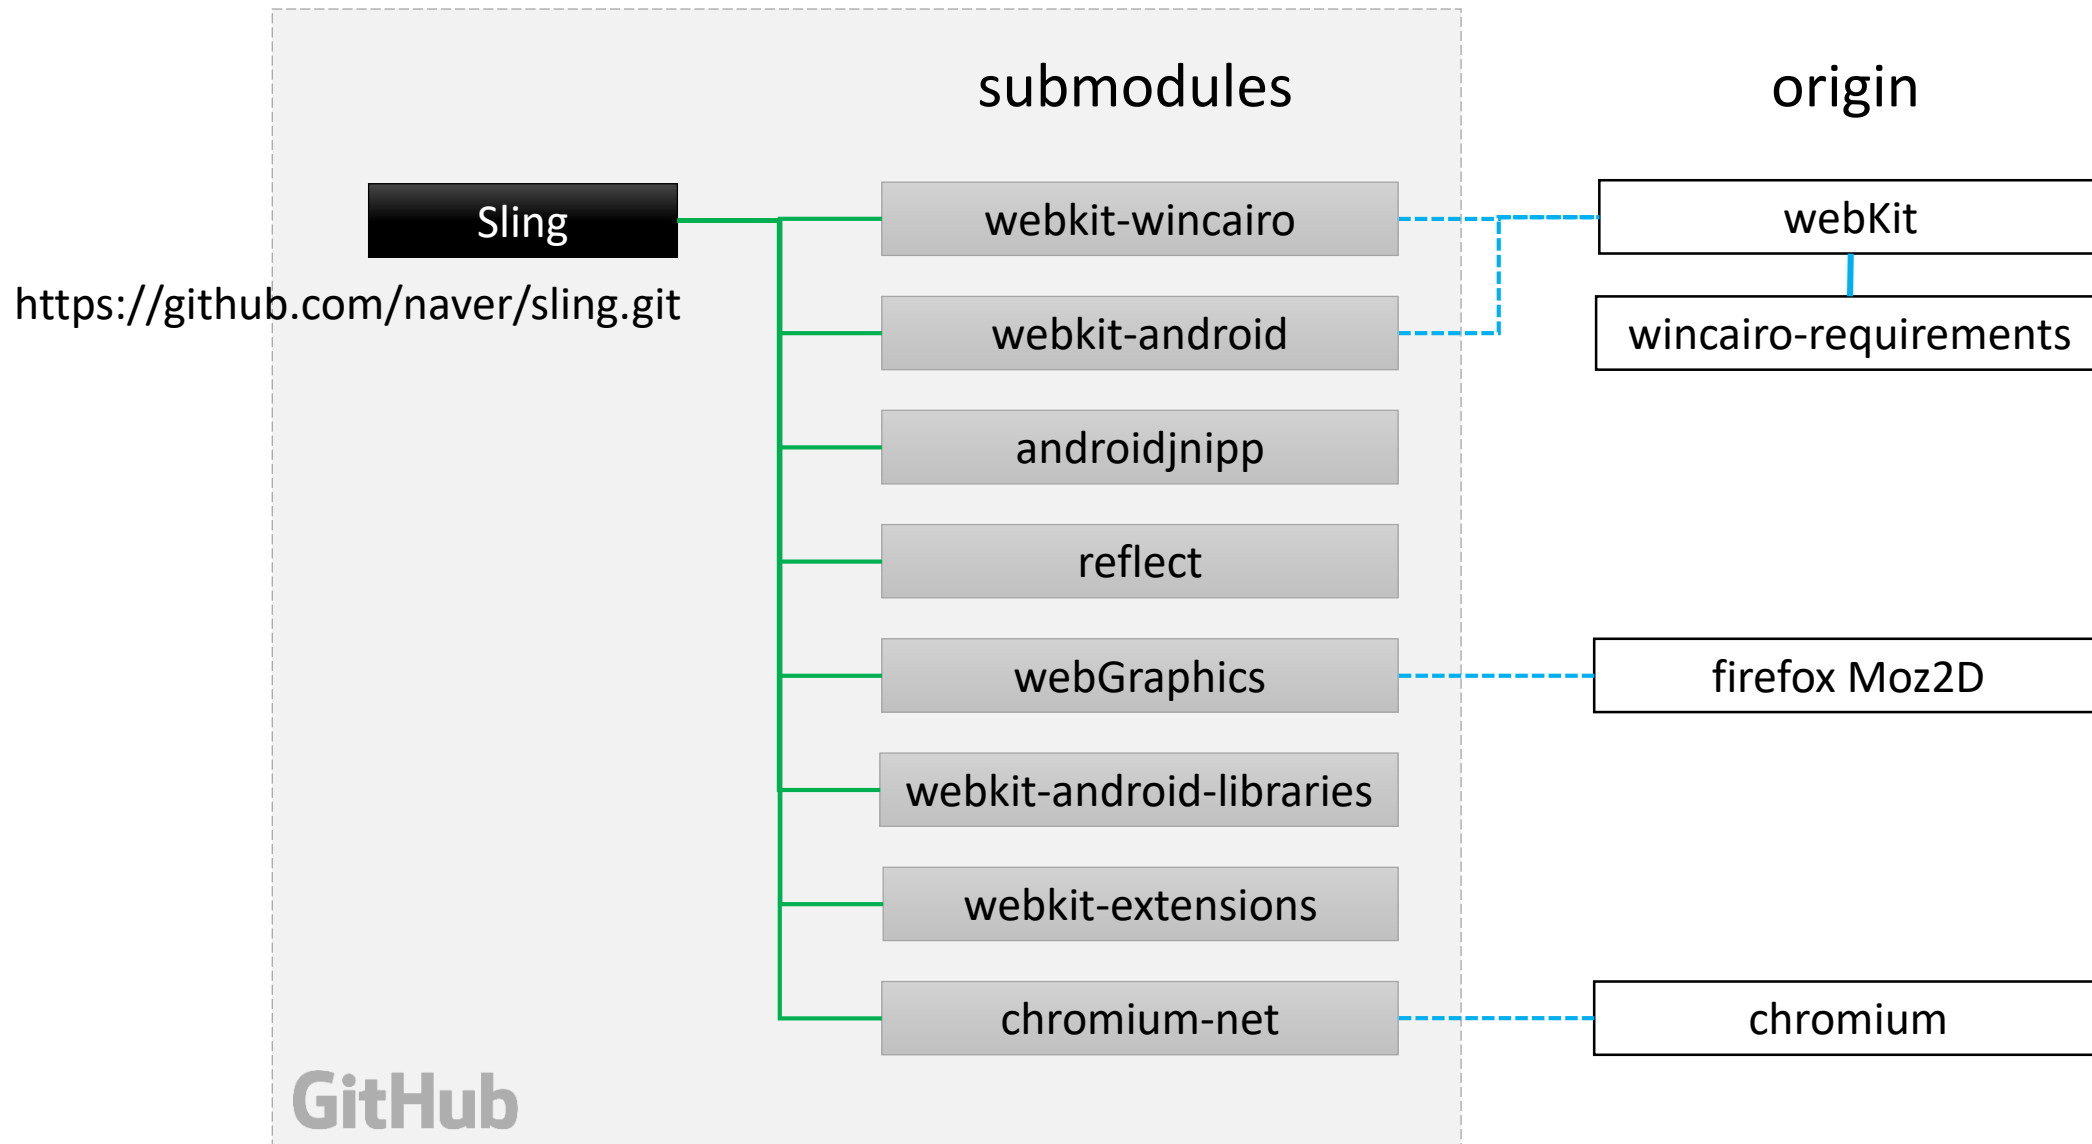 submodules
origin
Sling
https://github.com/naver/sling.git
webkit-wincairo
webKit
webkit-android
wincairo-requirements
androidjnipp
reflect
webGraphics
firefox Moz2D
webkit-android-libraries
webkit-extensions
chromium-net
chromium
GitHub